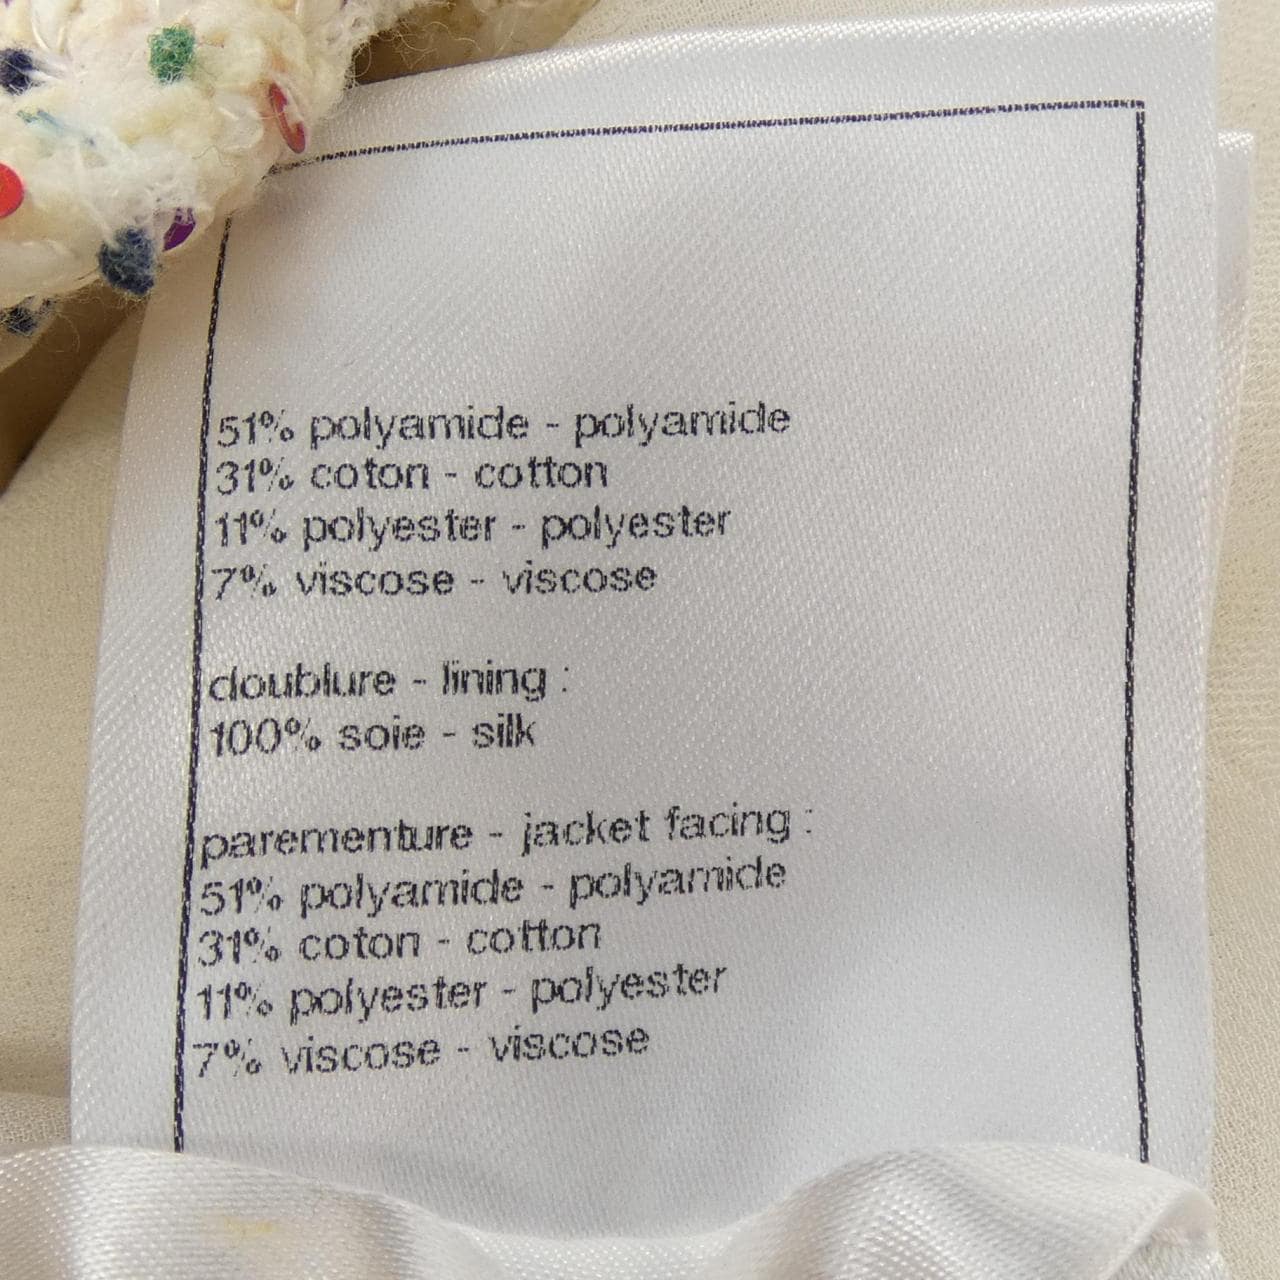 51% polyamide - polyamide
31% coton - cotton
11% polyester - polyester
7% viscose - viscose
doublure - lining :
100% soie - silk
parementure - jacket facing :
51% polyamide - polyamide
31% coton - cotton
11% polyester - polyester
7% viscose - viscose